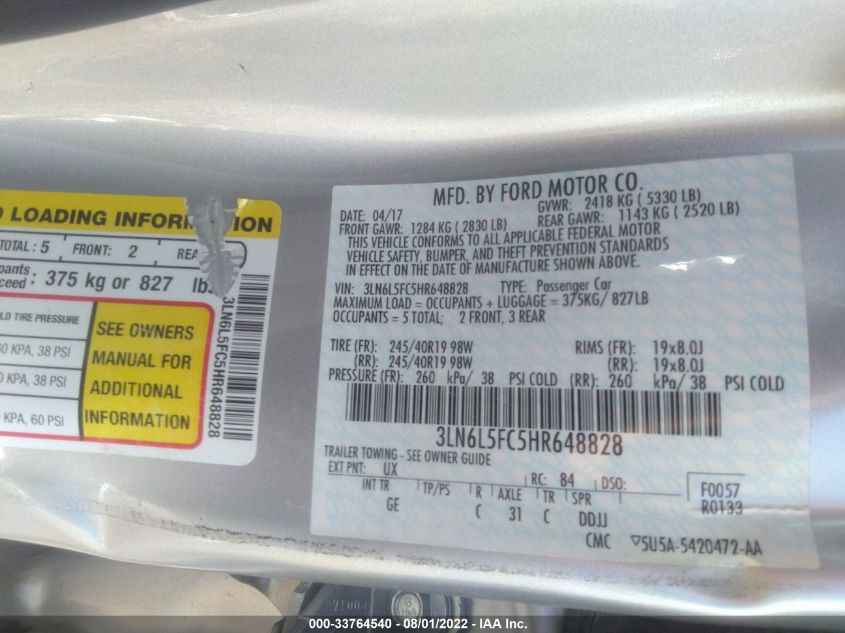 LOADING INFORMATION
TOTAL : 5 FRONT: 2 REA
375 kg or 827 lbs
TIRE PRESSURE
KPA, 38 PSI
KPA, 38 PSI
KPA, 60 PSI
SEE OWNERS
MANUAL FOR
ADDITIONAL
INFORMATION
3LN6L5FC5HR648828
MFD. BY FORD MOTOR CO.
DATE: 04/17 GVWR: 2418 KG ( 5330 LB)
FRONT GAWR: 1284 KG ( 2830 LB) REAR GAWR: 1143 KG ( 2520 LB)
THIS VEHICLE CONFORMS TO ALL APPLICABLE FEDERAL MOTOR
VEHICLE SAFETY, BUMPER, AND THEFT PREVENTION STANDARDS
IN EFFECT ON THE DATE OF MANUFACTURE SHOWN ABOVE.
VIN: 3LN6L5FC5HR648828 TYPE: Passenger Car
MAXIMUM LOAD = OCCUPANTS + LUGGAGE = 375KG/ 827LB
OCCUPANTS = 5 TOTAL; 2 FRONT, 3 REAR
TIRE (FR): 245/40R19 98W RIMS (FR): 19x8.0J
(RR): 245/40R19 98W (RR): 19x8.0J
PRESSURE (FR): 260 kPa/ 38 PSI COLD (RR): 260 kPa/ 38 PSI COLD
3LN6L5FC5HR648828
TRAILER TOWING - SEE OWNER GUIDE
EXT PNT: UX RC: 84 DSO: F0057
INT TR TP/PS R AXLE TR SPR R0133
GE C 31 C DDJJ
CMC ▽5U5A-5420472-AA
000-33764540 - 08/01/2022 - IAA Inc.